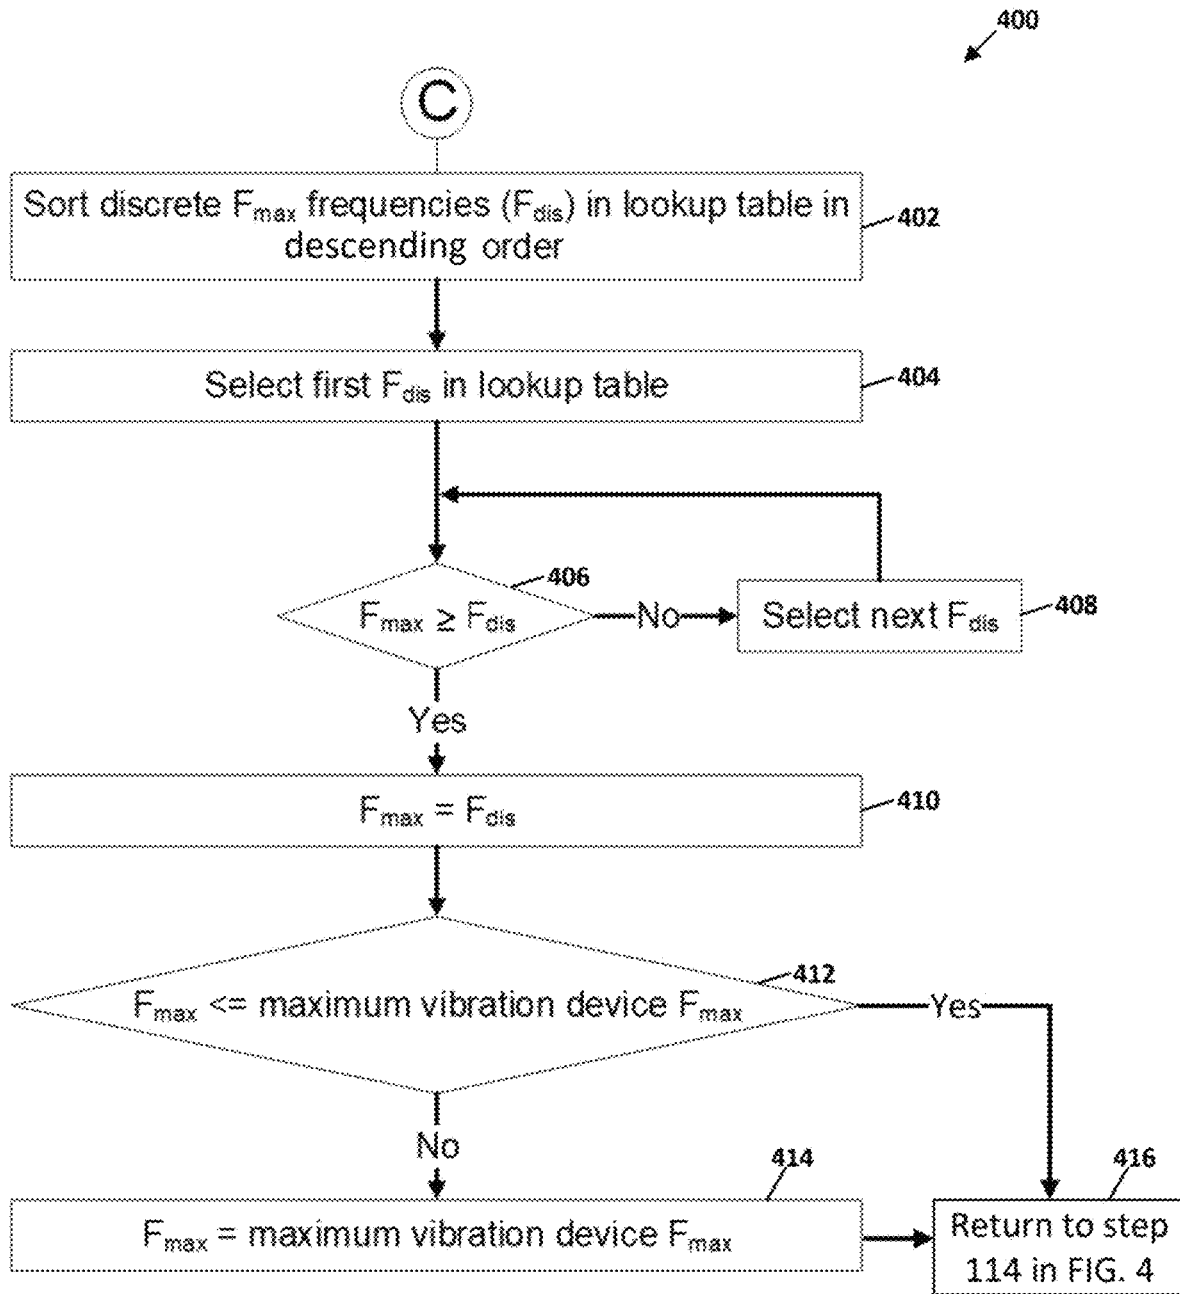 400
C
Sort discrete Fmax frequencies (Fdis) in lookup table in
descending order
402
Select first Fdis in lookup table
404
406
Fmax ≥ Fdis
No
Select next Fdis
408
Yes
Fmax = Fdis
410
412
Fmax <= maximum vibration device Fmax
Yes
No
414
416
Fmax = maximum vibration device Fmax
Return to step
114 in FIG. 4